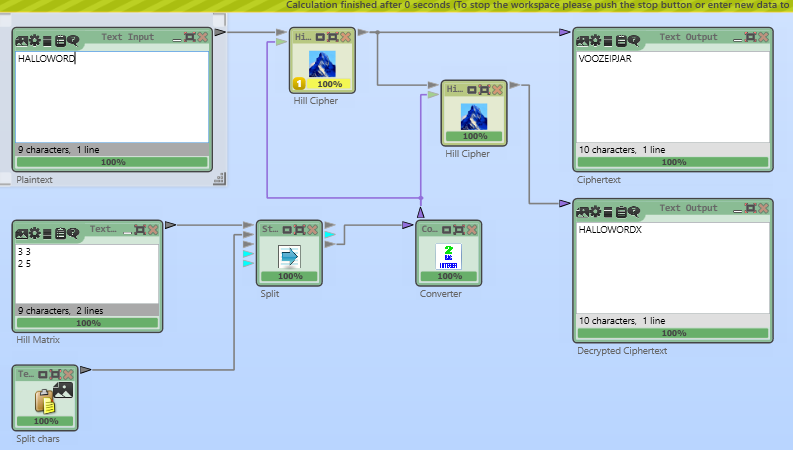 Calculation finished after 0 seconds (To stop the workspace please push the stop button or enter new data to
Text Input
HALLOWORD
9 characters, 1 line
100%
Plaintext
Hi...
1 100%
Hill Cipher
Hi...
100%
Hill Cipher
Text Output
VOOZEIPJAR
10 characters, 1 line
100%
Ciphertext
Text...
3 3
2 5
9 characters, 2 lines
100%
Hill Matrix
St...
100%
Split
Co...
2
INTEGER
100%
Converter
Text Output
HALLOWORDX
10 characters, 1 line
100%
Decrypted Ciphertext
Te...
100%
Split chars